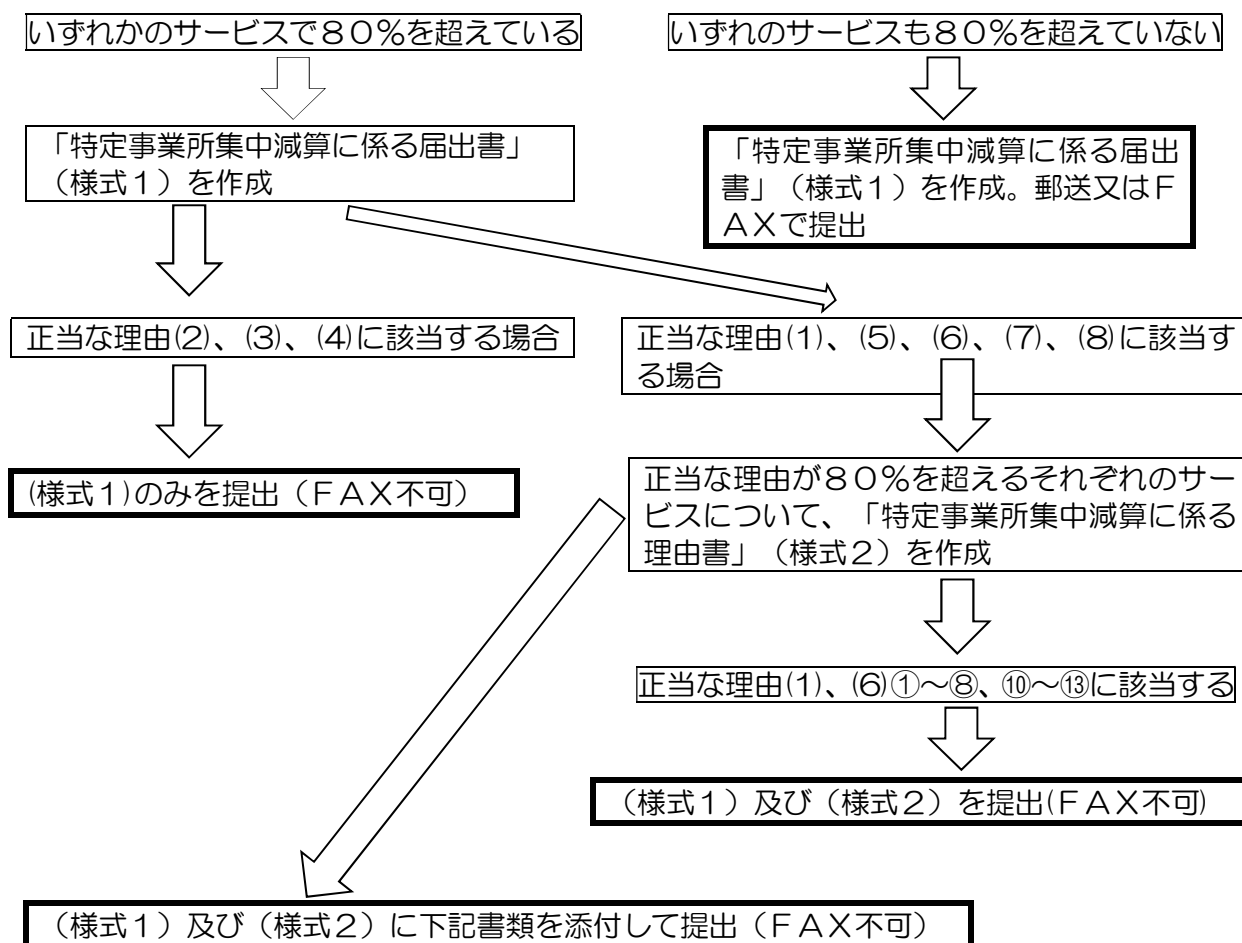 いずれかのサービスで80%を超えている
いずれのサービスも80%を超えていない
「特定事業所集中減算に係る届出書」
(様式1)を作成
「特定事業所集中減算に係る届出
書」(様式1)を作成。郵送又はF
AXで提出
正当な理由(2)、(3)、(4)に該当する場合
正当な理由(1)、(5)、(6)、(7)、(8)に該当す
る場合
(様式1)のみを提出(FAX不可)
正当な理由が80%を超えるそれぞれのサー
ビスについて、「特定事業所集中減算に係る
理由書」(様式2)を作成
正当な理由(1)、(6)①~⑧、⑩~⑬に該当する
(様式1)及び(様式2)を提出(FAX不可)
(様式1)及び(様式2)に下記書類を添付して提出(FAX不可)